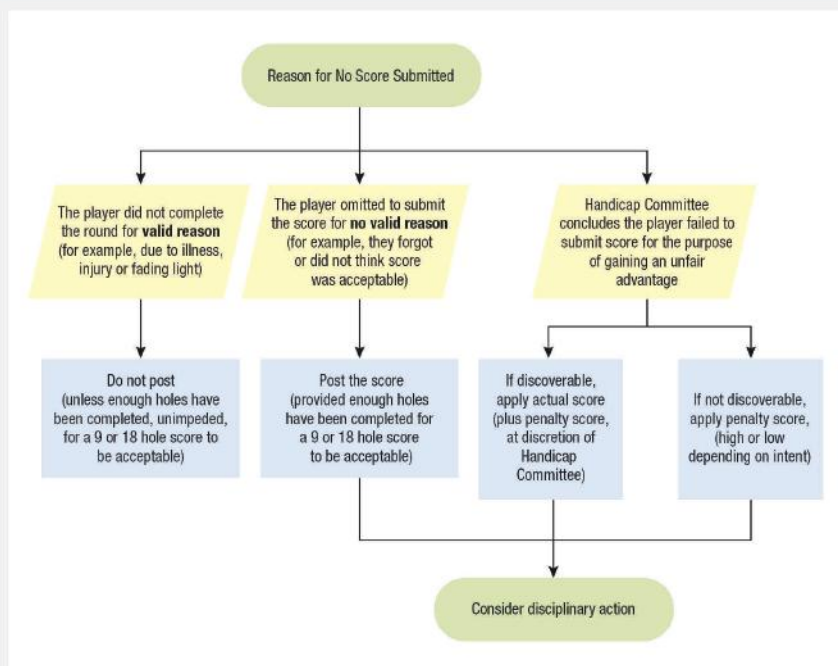 Reason for No Score Submitted
The player did not complete
the round for valid reason
(for example, due to illness,
injury or fading light)
The player omitted to submit
the score for no valid reason
(for example, they forgot
or did not think score
was acceptable)
Handicap Committee
concludes the player failed to
submit score for the purpose
of gaining an unfair
advantage
Do not post
(unless enough holes have
been completed, unimpeded,
for a 9 or 18 hole score to
be acceptable)
Post the score
(provided enough holes
have been completed for
a 9 or 18 hole score
to be acceptable)
If discoverable,
apply actual score
(plus penalty score,
at discretion of
Handicap
Committee)
If not discoverable,
apply penalty score,
(high or low
depending on intent)
Consider disciplinary action